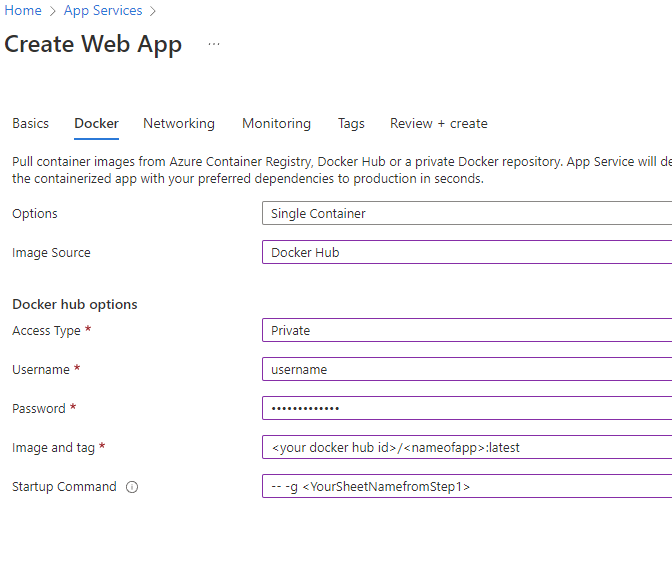 Home > App Services >
Create Web App ...
Basics Docker Networking Monitoring Tags Review + create
Pull container images from Azure Container Registry, Docker Hub or a private Docker repository. App Service will de
the containerized app with your preferred dependencies to production in seconds.
Options Single Container
Image Source Docker Hub
Docker hub options
Access Type * Private
Username * username
Password * •••••••••••••
Image and tag * <your docker hub id>/<nameofapp>:latest
Startup Command -- -g <YourSheetNamefromStep1>